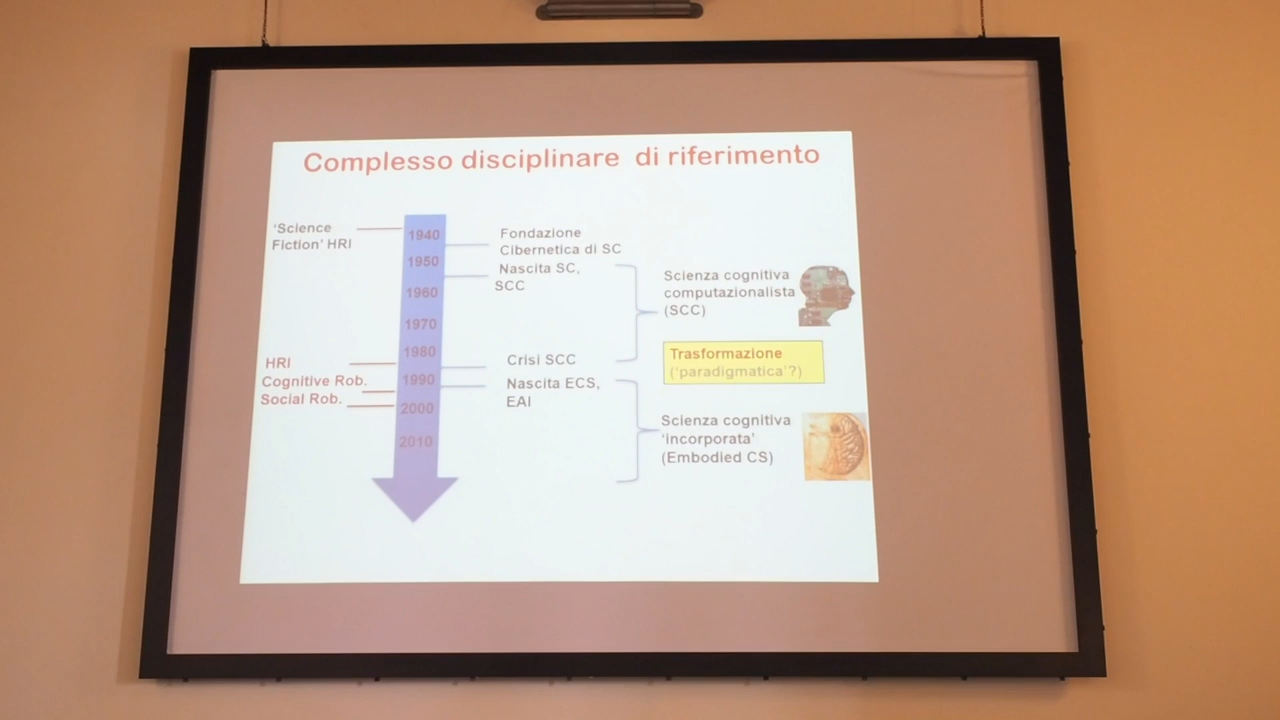 Complesso disciplinare di riferimento
'Science
Fiction' HRI
HRI
Cognitive Rob.
Social Rob.
1940
1950
1960
1970
1980
1990
2000
2010
Fondazione
Cibernetica di SC
Nascita SC,
SCC
Crisi SCC
Nascita ECS,
EAI
Scienza cognitiva
computazionalista
(SCC)
Trasformazione
('paradigmatica'?)
Scienza cognitiva
'incorporata'
(Embodied CS)